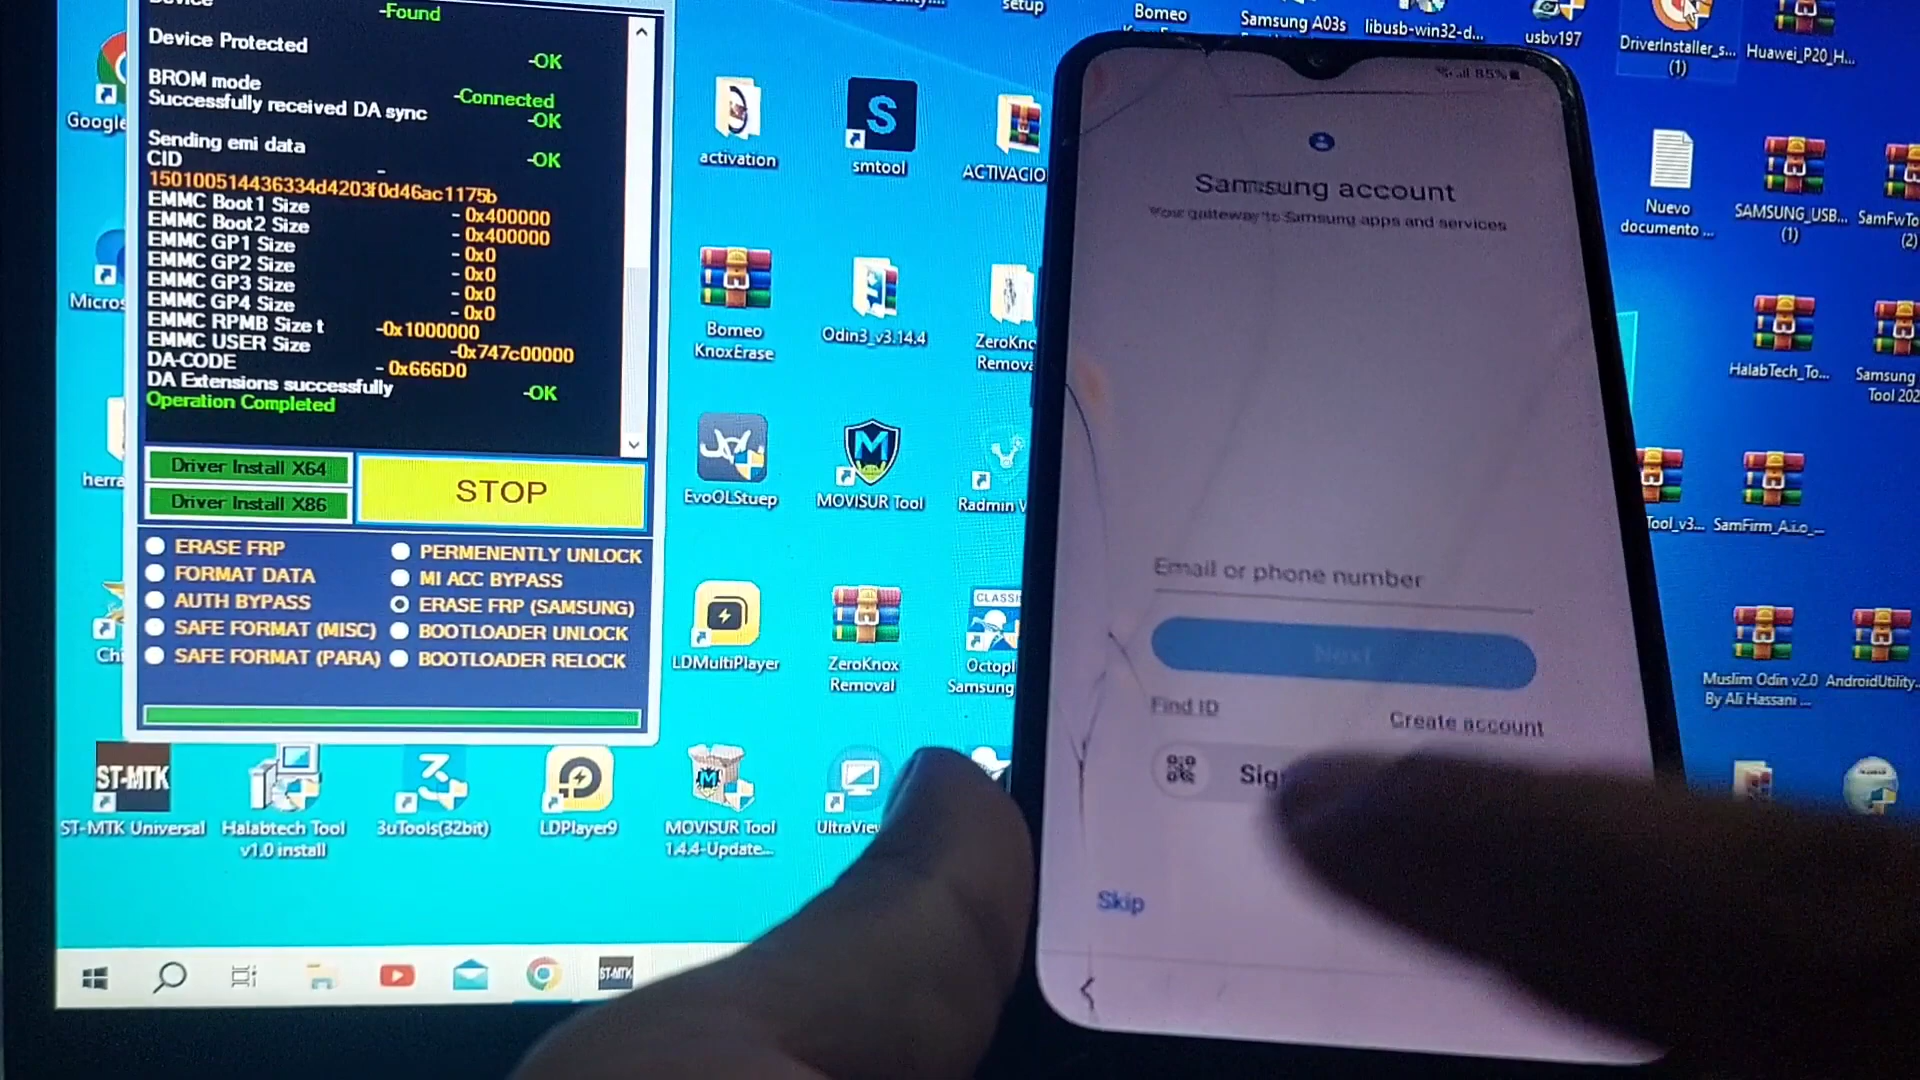 Device
-Found
Device Protected
-OK
BROM mode
-Connected
Successfully received DA sync
-OK
Sending emi data
-OK
CID
-
150100514436334d4203f0d46ac1175b
EMMC Boot1 Size - 0x400000
EMMC Boot2 Size - 0x400000
EMMC GP1 Size - 0x0
EMMC GP2 Size - 0x0
EMMC GP3 Size - 0x0
EMMC GP4 Size - 0x0
EMMC RPMB Size t -0x1000000
EMMC USER Size -0x747c00000
DA-CODE - 0x666D0
DA Extensions successfully -OK
Operation Completed
Driver Install X64
Driver Install X86
STOP
ERASE FRP
FORMAT DATA
AUTH BYPASS
SAFE FORMAT (MISC)
SAFE FORMAT (PARA)
PERMENENTLY UNLOCK
MI ACC BYPASS
ERASE FRP (SAMSUNG)
BOOTLOADER UNLOCK
BOOTLOADER RELOCK
Google
Micros
herra
Chi
ST-MTK
ST-MTK Universal
Halabtech Tool
v1.0 install
3uTools(32bit)
LDPlayer9
MOVISUR Tool
1.4.4-Update...
UltraVie
activation
smtool
ACTIVACIO
Bomeo
KnoxErase
Odin3_v3.14.4
ZeroKno
Remova
EvoOLStuep
MOVISUR Tool
Radmin V
LDMultiPlayer
ZeroKnox
Removal
CLASSI
Octopl
Samsung
setup
Bomeo
Samsung A03s
libusb-win32-d...
usbv197
DriverInstaller_s...
(1)
Huawei_P20_H...
Nuevo
documento ...
SAMSUNG_USB...
(1)
SamFwTo
(2)
HalabTech_To...
Samsung
Tool 202
Tool_v3...
SamFirm_A.i.o_...
Muslim Odin v2.0
By Ali Hassani ...
AndroidUtility...
85%
Samsung account
Your gateway to Samsung apps and services
Email or phone number
Next
Find ID
Create account
Sig
Skip
ST-MTK